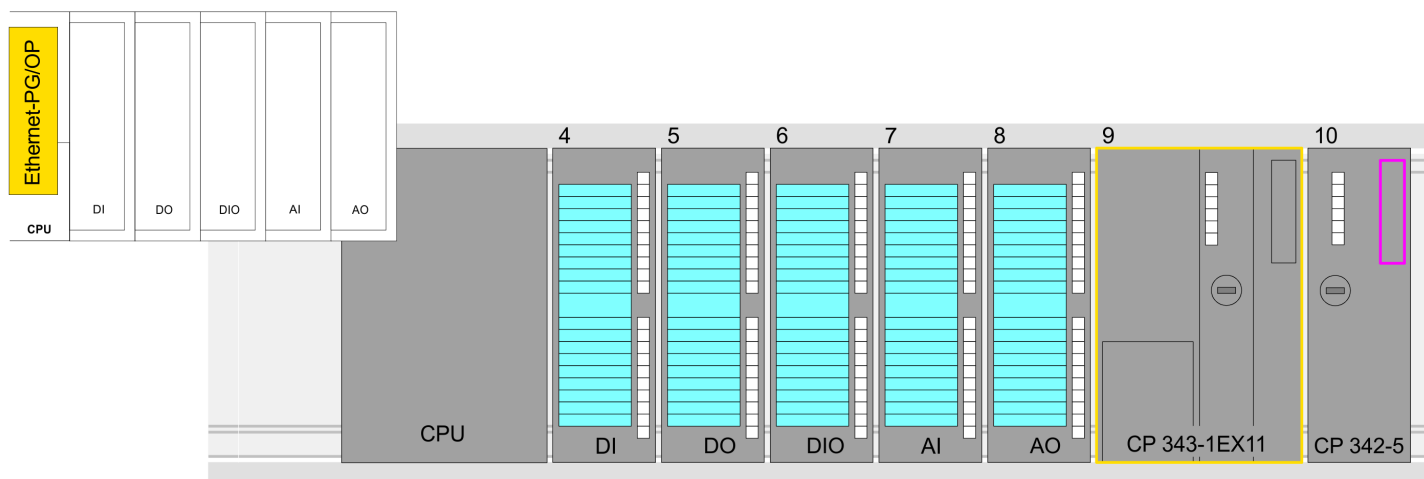 Ethernet-PG/OP
CPU
DI
DO
DIO
AI
AO
4
5
6
7
8
9
10
CPU
DI
DO
DIO
AI
AO
CP 343-1EX11
CP 342-5